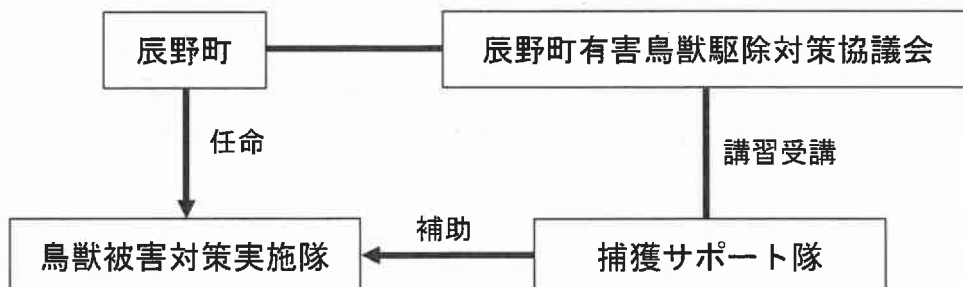 辰野町
辰野町有害鳥獣駆除対策協議会
任命
講習受講
補助
鳥獣被害対策実施隊
捕獲サポート隊